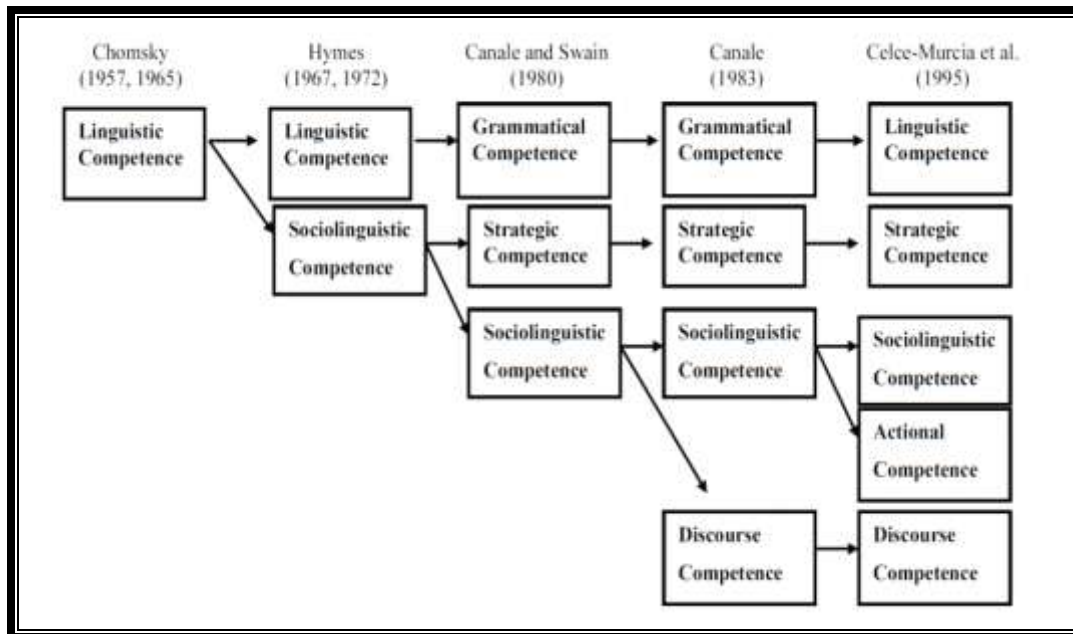 Chomsky
(1957, 1965)
Hymes
(1967, 1972)
Canale and Swain
(1980)
Canale
(1983)
Celce-Murcia et al.
(1995)
Linguistic
Competence
Linguistic
Competence
Grammatical
Competence
Grammatical
Competence
Linguistic
Competence
Sociolinguistic
Competence
Strategic
Competence
Strategic
Competence
Strategic
Competence
Sociolinguistic
Competence
Sociolinguistic
Competence
Sociolinguistic
Competence
Actional
Competence
Discourse
Competence
Discourse
Competence